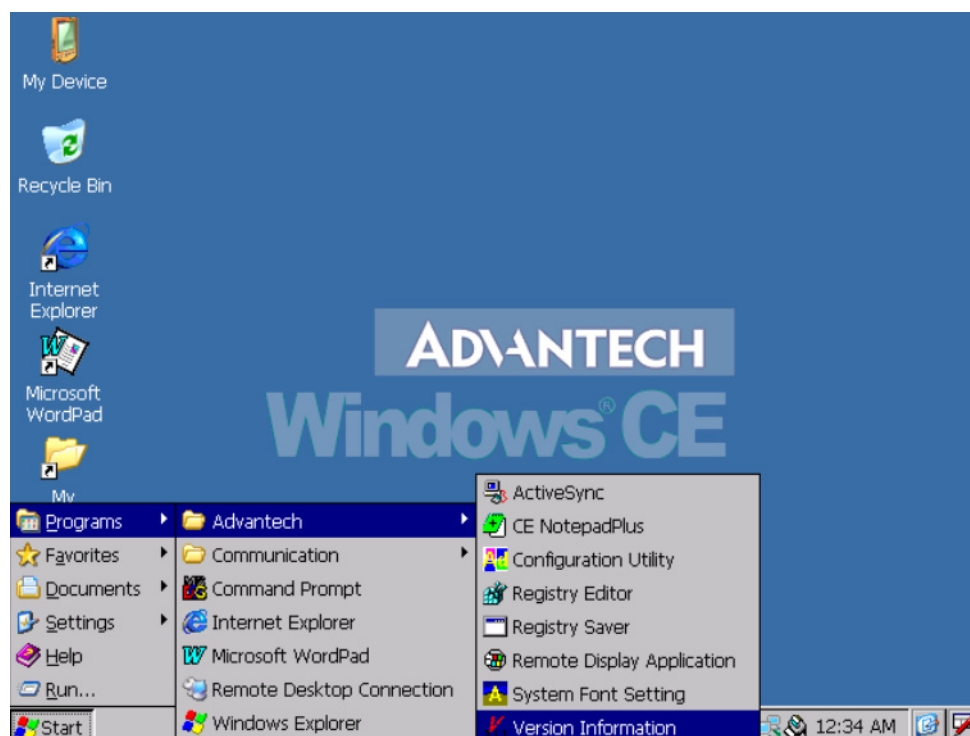 My Device
Recycle Bin
Internet
Explorer
Microsoft
WordPad
My
ADVANTECH
Windows® CE
Programs
Favorites
Documents
Settings
Help
Run...
Advantech
Communication
Command Prompt
Internet Explorer
Microsoft WordPad
Remote Desktop Connection
Windows Explorer
ActiveSync
CE NotepadPlus
Configuration Utility
Registry Editor
Registry Saver
Remote Display Application
System Font Setting
Version Information
Start
12:34 AM